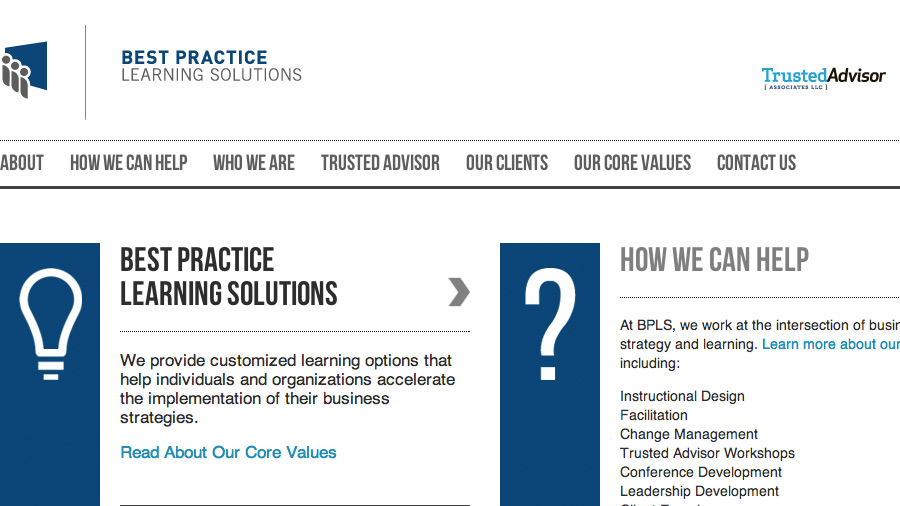 BEST PRACTICE
LEARNING SOLUTIONS
TrustedAdvisor
[ ASSOCIATES LLC ]
ABOUT HOW WE CAN HELP WHO WE ARE TRUSTED ADVISOR OUR CLIENTS OUR CORE VALUES CONTACT US
BEST PRACTICE
LEARNING SOLUTIONS
We provide customized learning options that
help individuals and organizations accelerate
the implementation of their business
strategies.
Read About Our Core Values
?
HOW WE CAN HELP
At BPLS, we work at the intersection of
strategy and learning. Learn more about our
including:
Instructional Design
Facilitation
Change Management
Trusted Advisor Workshops
Conference Development
Leadership Development